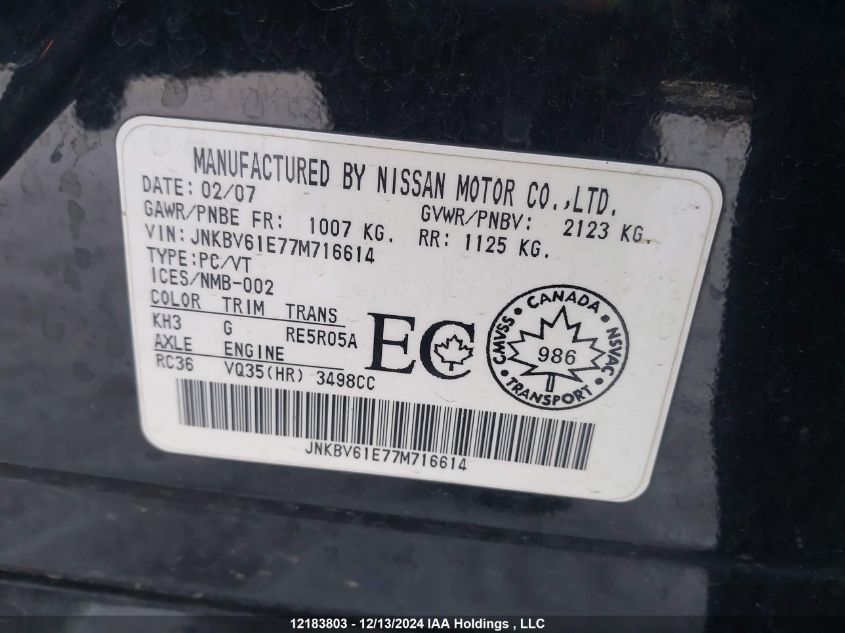 MANUFACTURED BY NISSAN MOTOR CO.,LTD.
DATE: 02/07 GVWR/PNBV: 2123 KG.
GAWR/PNBE FR: 1007 KG. RR: 1125 KG.
VIN: JNKBV61E77M716614
TYPE:PC/VT
ICES/NMB-002
COLOR TRIM TRANS
KH3 G RE5R05A
AXLE ENGINE
RC36 VQ35(HR) 3498CC
EC
CANADA
CMVSS 986 NSVAC
TRANSPORT
JNKBV61E77M716614
12183803 - 12/13/2024 IAA Holdings , LLC